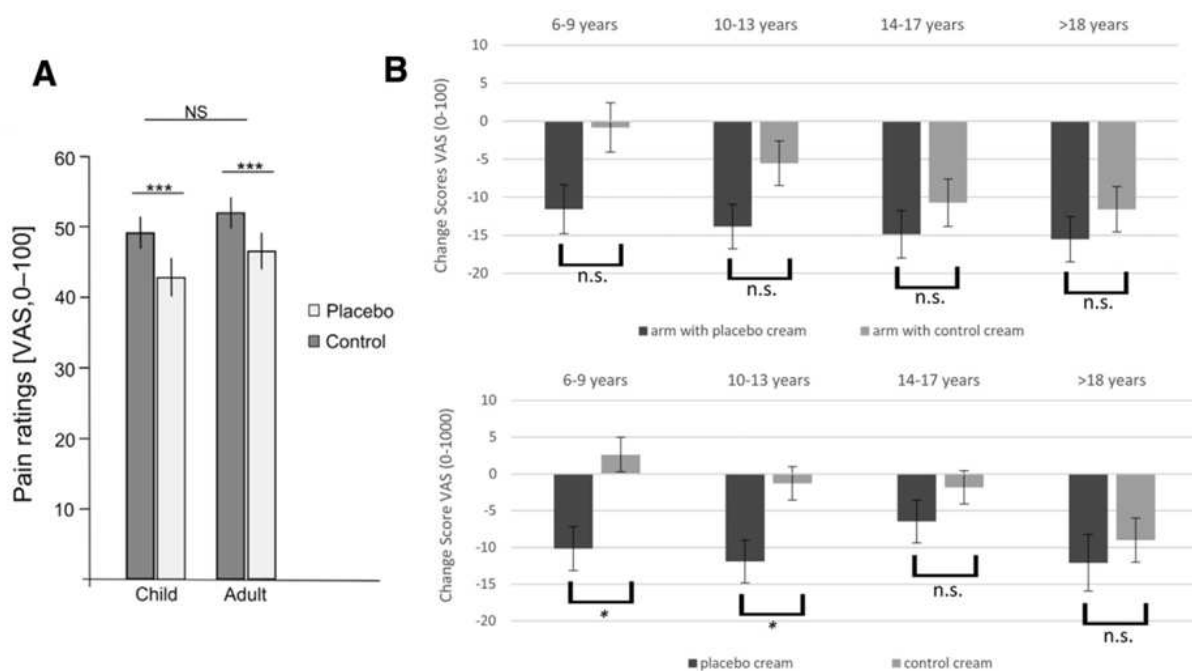 A
NS
***
***
60
50
40
30
20
10
Pain ratings [VAS,0–100]
Placebo
Control
Child Adult
B
6-9 years 10-13 years 14-17 years >18 years
Change Scores VAS (0-100)
10
5
0
-5
-10
-15
-20
n.s. n.s. n.s. n.s.
arm with placebo cream arm with control cream
6-9 years 10-13 years 14-17 years >18 years
Change Score VAS (0-1000)
10
5
0
-5
-10
-15
-20
* * n.s. n.s.
placebo cream control cream